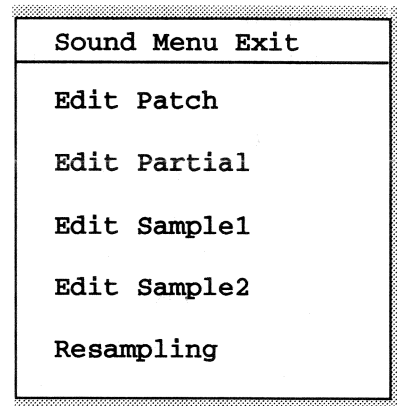 Sound Menu Exit
Edit Patch
Edit Partial
Edit Sample1
Edit Sample2
Resampling